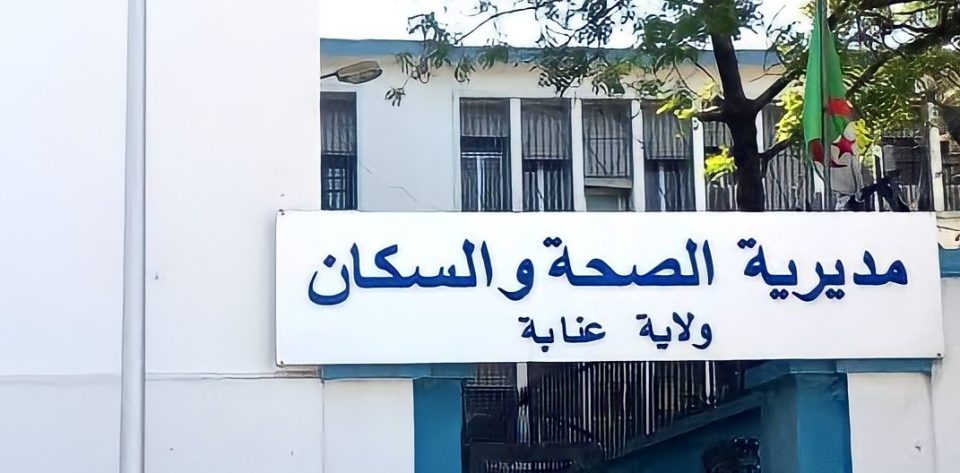 مديرية الصحة والسكان
ولاية عنابة